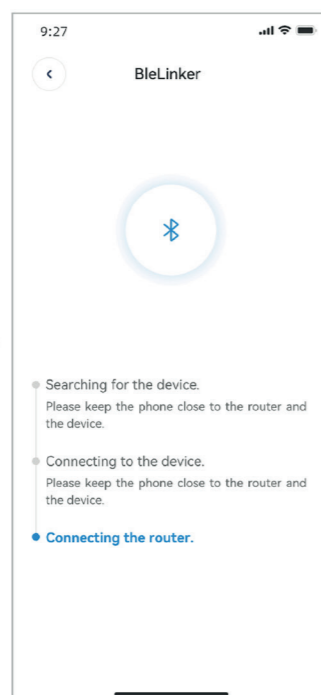 9:27
BleLinker
Searching for the device.
Please keep the phone close to the router and
the device.
Connecting to the device.
Please keep the phone close to the router and
the device.
Connecting the router.